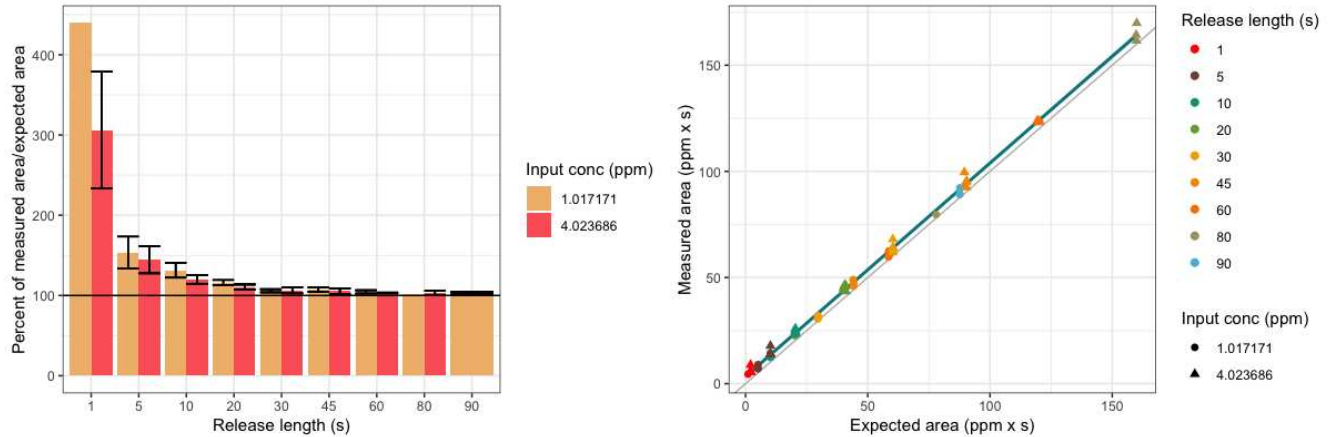 Percent of measured area/expected area
400
300
200
100
0
1 5 10 20 30 45 60 80 90
Release length (s)
Input conc (ppm)
1.017171
4.023686
Measured area (ppm x s)
150
100
50
0
0 50 100 150
Expected area (ppm x s)
Release length (s)
1
5
10
20
30
45
60
80
90
Input conc (ppm)
1.017171
4.023686